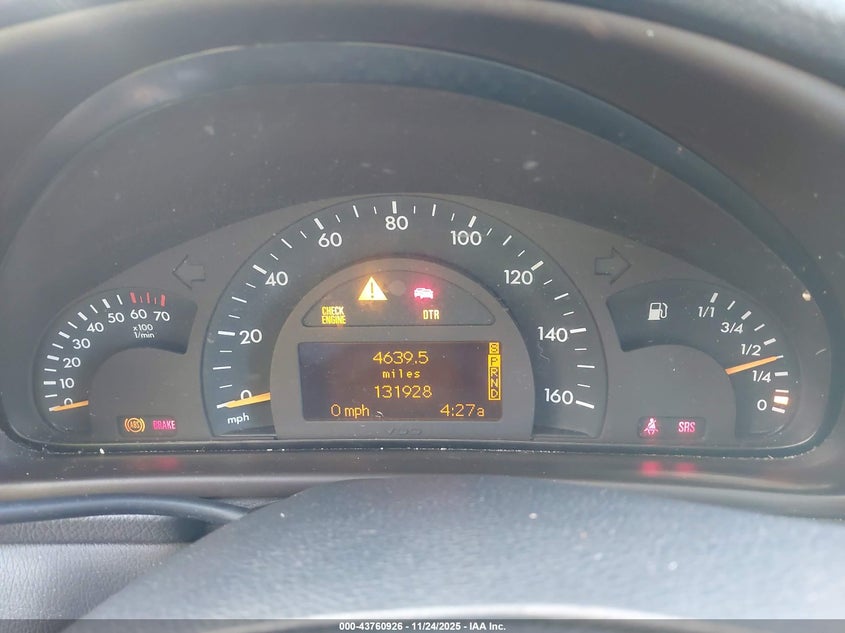 80
60
100
40
120
20
140
0
160
mph
70
60
50
40
30
20
10
0
x100
1/min
CHECK
ENGINE
DTR
4639.5
miles
131928
0 mph 4:27a
S
P
R
N
D
VDO
1/1
3/4
1/2
1/4
0
ABS
BRAKE
SRS
000-43760926 - 11/24/2025 - IAA Inc.